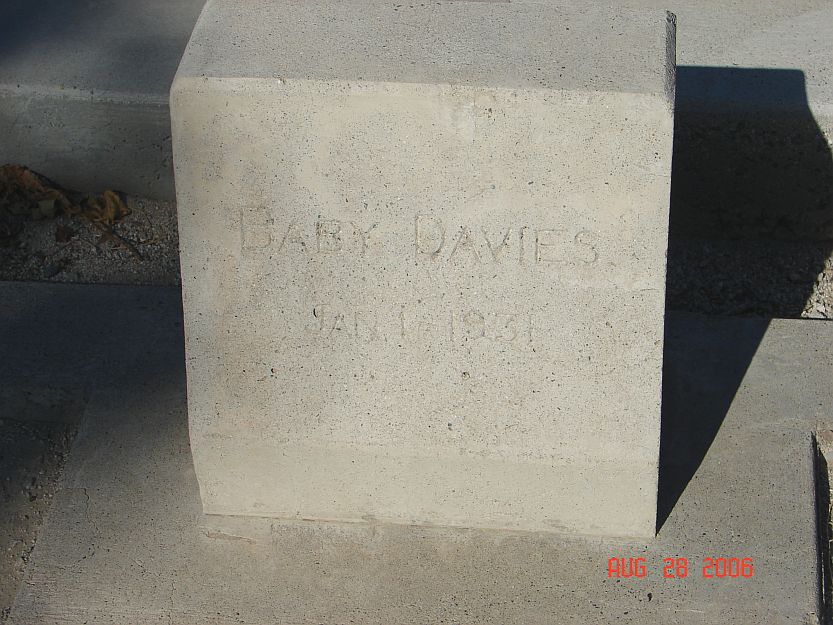 BABY DAVIES
JAN. 1 - 1931
AUG 28 2006